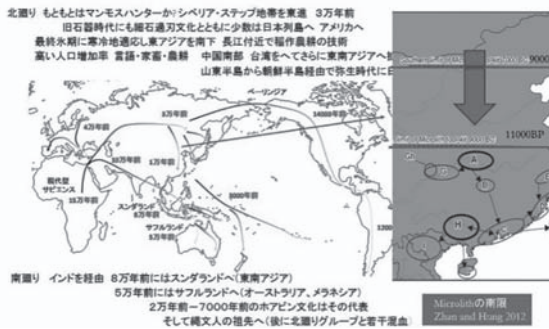 北廻り もともとはマンモスハンターか シベリア・ステップ地帯を東進 3万年前
旧石器時代にも細石適刃文化とともに少数は日本列島へ アメリカへ
最終氷期に寒冷地適応し東アジアを南下 長江付近で稲作農耕の技術
高い人口増加率 言語・家畜・農耕 中国南部 台湾をへてさらに東南アジアへ
山東半島から朝鮮半島経由で弥生時代に
ベーリンジア
14000年前
4万年前
3万年前
1万年前
現代型
サピエンス
15万年前
スンダランド
サフルランド
5万年前
3000年前
9000
11000BP
A
H
南廻り インドを経由 8万年前にはスンダランドへ(東南アジア)
5万年前にはサフルランドへ(オーストラリア、メラネシア)
2万年前-7000年前のホアビン文化はその代表
そして縄文人の祖先へ(後に北廻りグループと若干混血)
Microlithの南限
Zhan and Hung 2012